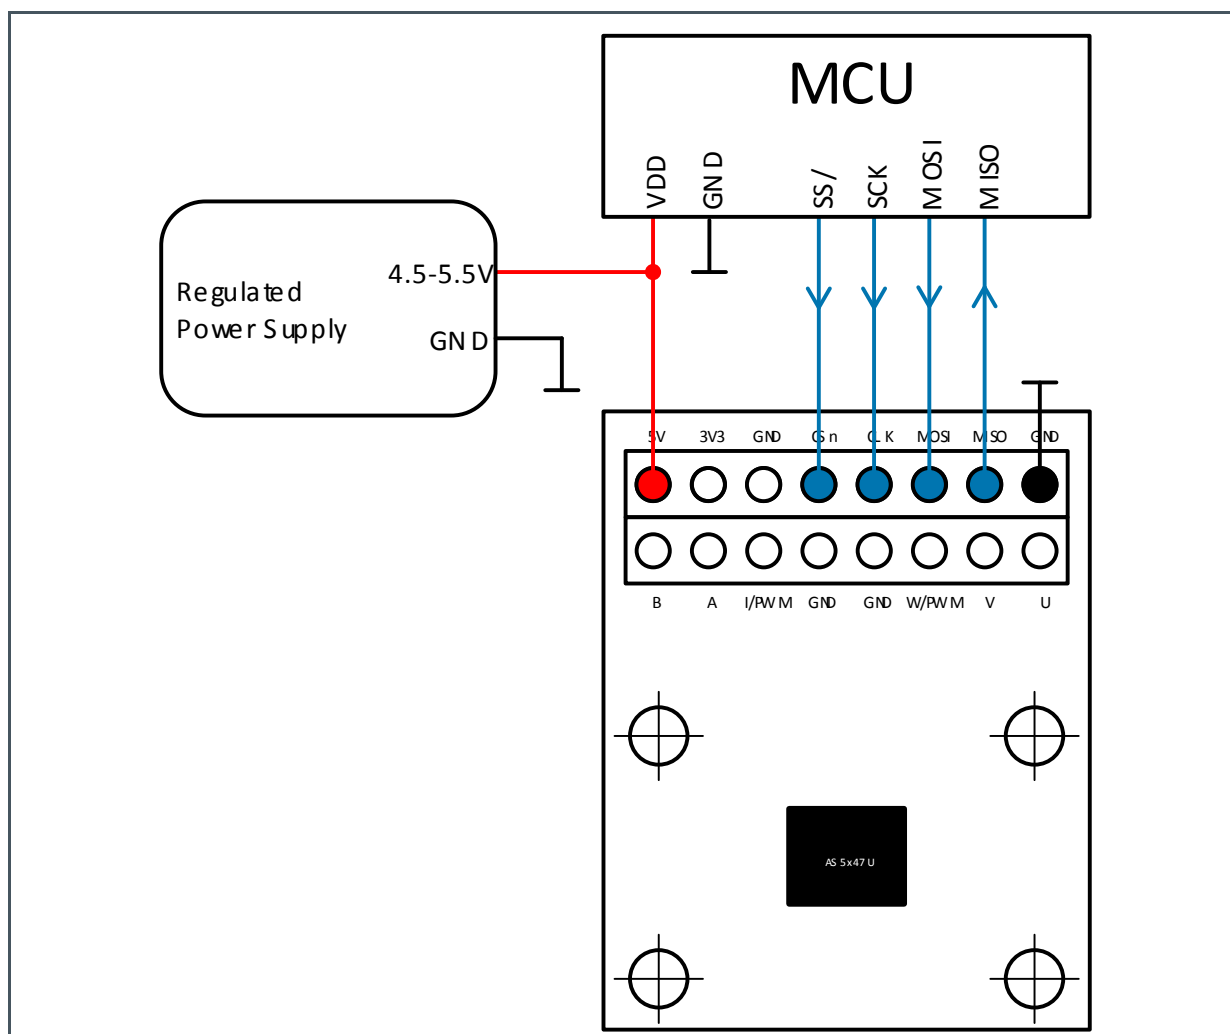 MCU
VDD
GND
SS/
SCK
MOSI
MISO
4.5-5.5V
Regulated
Power Supply
GND
5V 3V3 GND CSn CLK MOSI MISO GND
B A I/PWM GND GND W/PWM V U
AS5x47U